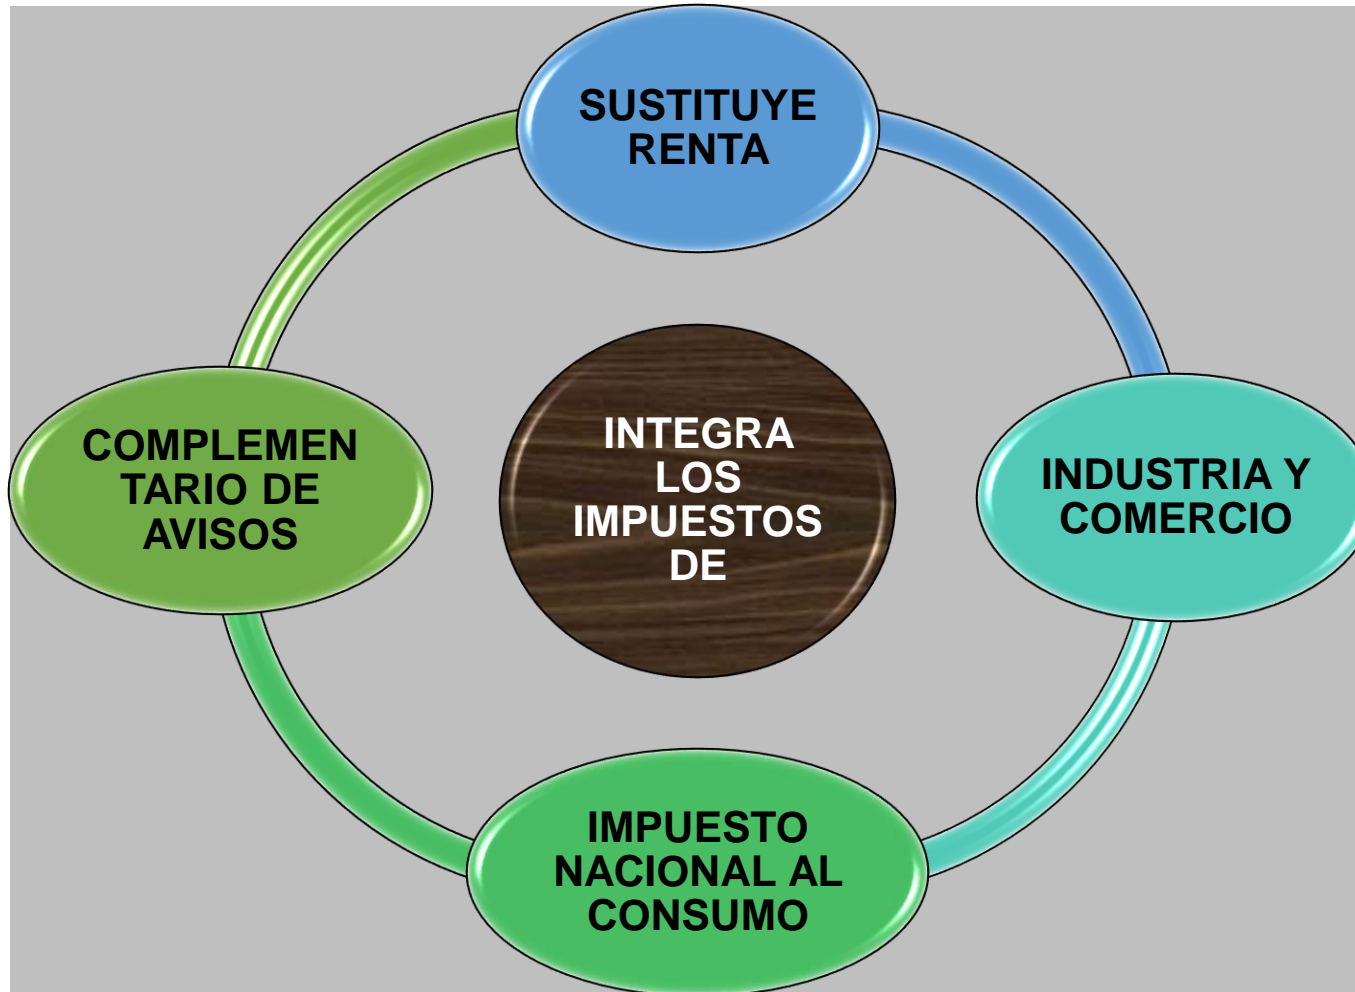 SUSTITUYE
RENTA
INTEGRA
LOS
IMPUESTOS
DE
INDUSTRIA Y
COMERCIO
IMPUESTO
NACIONAL AL
CONSUMO
COMPLEMEN
TARIO DE
AVISOS